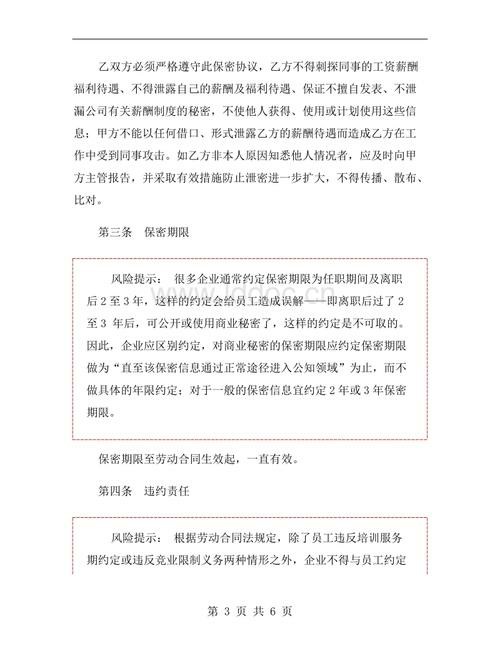 乙双方必须严格遵守此保密协议，乙方不得刺探同事的工资薪酬
福利待遇、不得泄露自己的薪酬及福利待遇、保证不擅自发表、不泄
漏公司有关薪酬制度的秘密，不使他人获得、使用或计划使用这些信
息；甲方不能以任何借口、形式泄露乙方的薪酬待遇而造成乙方在工
作中受到同事攻击。如乙方非本人原因知悉他人情况者，应及时向甲
方主管报告，并采取有效措施防止泄密进一步扩大，不得传播、散布、
比对。
第三条　保密期限
风险提示： 很多企业通常约定保密期限为任职期间及离职
后 2 至 3 年，这样的约定会给员工造成误解——即离职后过了 2
至 3 年后，可公开或使用商业秘密了，这样的约定是不可取的。
因此，企业应区别约定，对商业秘密的保密期限应约定保密期限
做为“直至该保密信息通过正常途径进入公知领域”为止，而不
做具体的年限约定；对于一般的保密信息宜约定 2 年或 3 年保密
期限。
保密期限至劳动合同生效起，一直有效。
第四条　违约责任
风险提示： 根据劳动合同法规定，除了员工违反培训服务
期约定或违反竞业限制义务两种情形之外，企业不得与员工约定
第 3 页 共 6 页